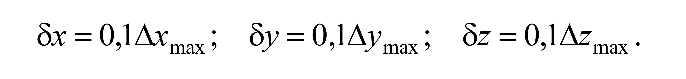 δx = 0,1Δx_max ; δy = 0,1Δy_max ; δz = 0,1Δz_max .